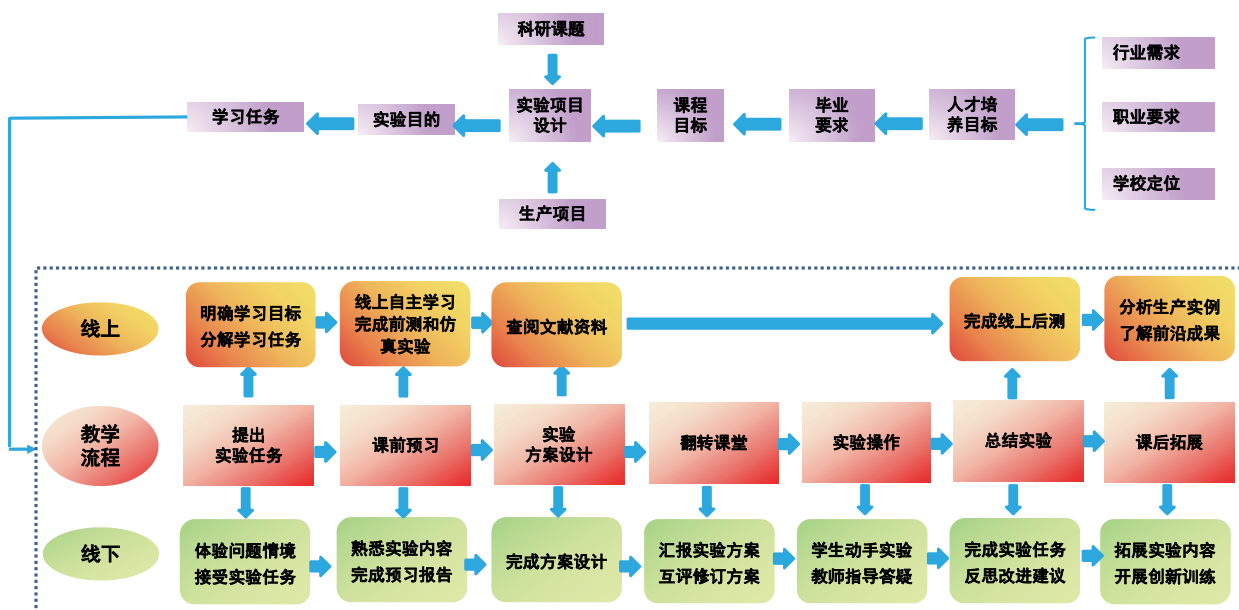 科研课题
行业需求
学习任务
实验目的
实验项目
设计
课程
目标
毕业
要求
人才培
养目标
职业要求
生产项目
学校定位
线上
明确学习目标
分解学习任务
线上自主学习
完成前测和仿
真实验
查阅文献资料
完成线上后测
分析生产实例
了解前沿成果
教学
流程
提出
实验任务
课前预习
实验
方案设计
翻转课堂
实验操作
总结实验
课后拓展
线下
体验问题情境
接受实验任务
熟悉实验内容
完成预习报告
完成方案设计
汇报实验方案
互评修订方案
学生动手实验
教师指导答疑
完成实验任务
反思改进建议
拓展实验内容
开展创新训练